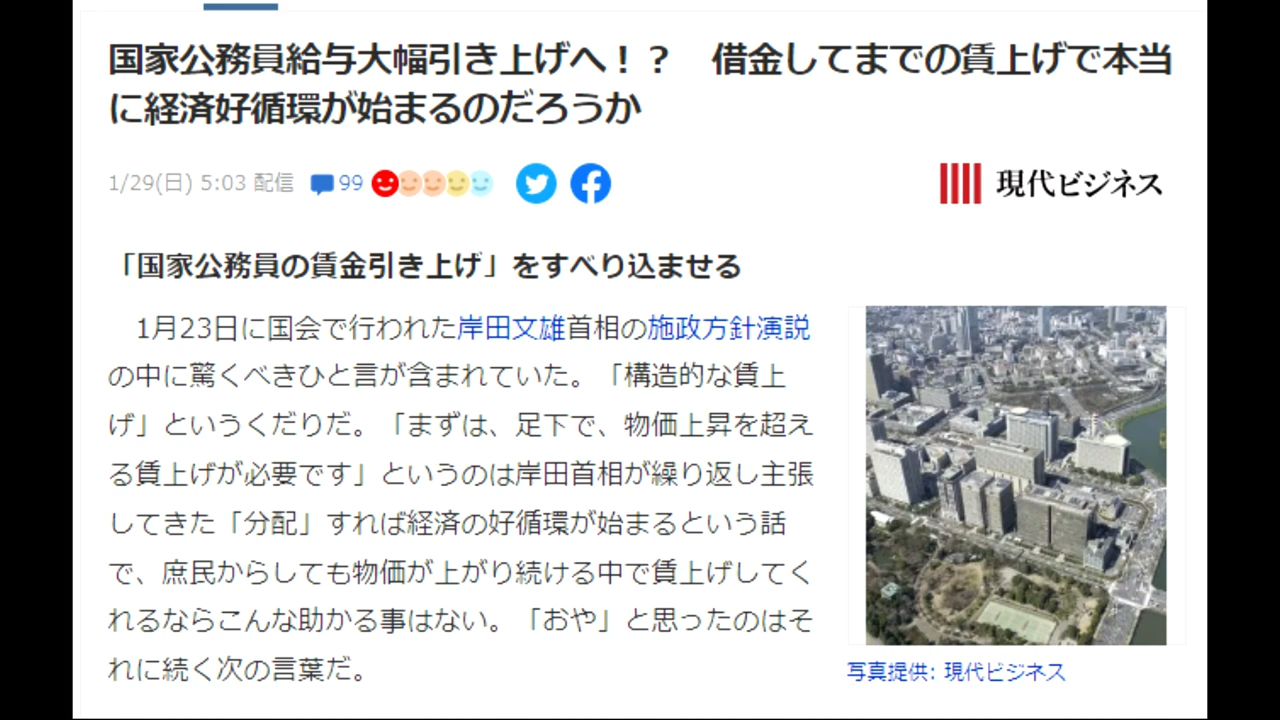 国家公務員給与大幅引き上げへ！？　借金してまでの賃上げで本当
に経済好循環が始まるのだろうか
1/29(日) 5:03 配信 99
現代ビジネス
「国家公務員の賃金引き上げ」をすべり込ませる
　1月23日に国会で行われた岸田文雄首相の施政方針演説
の中に驚くべきひと言が含まれていた。「構造的な賃上
げ」というくだりだ。「まずは、足下で、物価上昇を超え
る賃上げが必要です」というのは岸田首相が繰り返し主張
してきた「分配」すれば経済の好循環が始まるという話
で、庶民からしても物価が上がり続ける中で賃上げしてく
れるならこんな助かる事はない。「おや」と思ったのはそ
れに続く次の言葉だ。
写真提供: 現代ビジネス